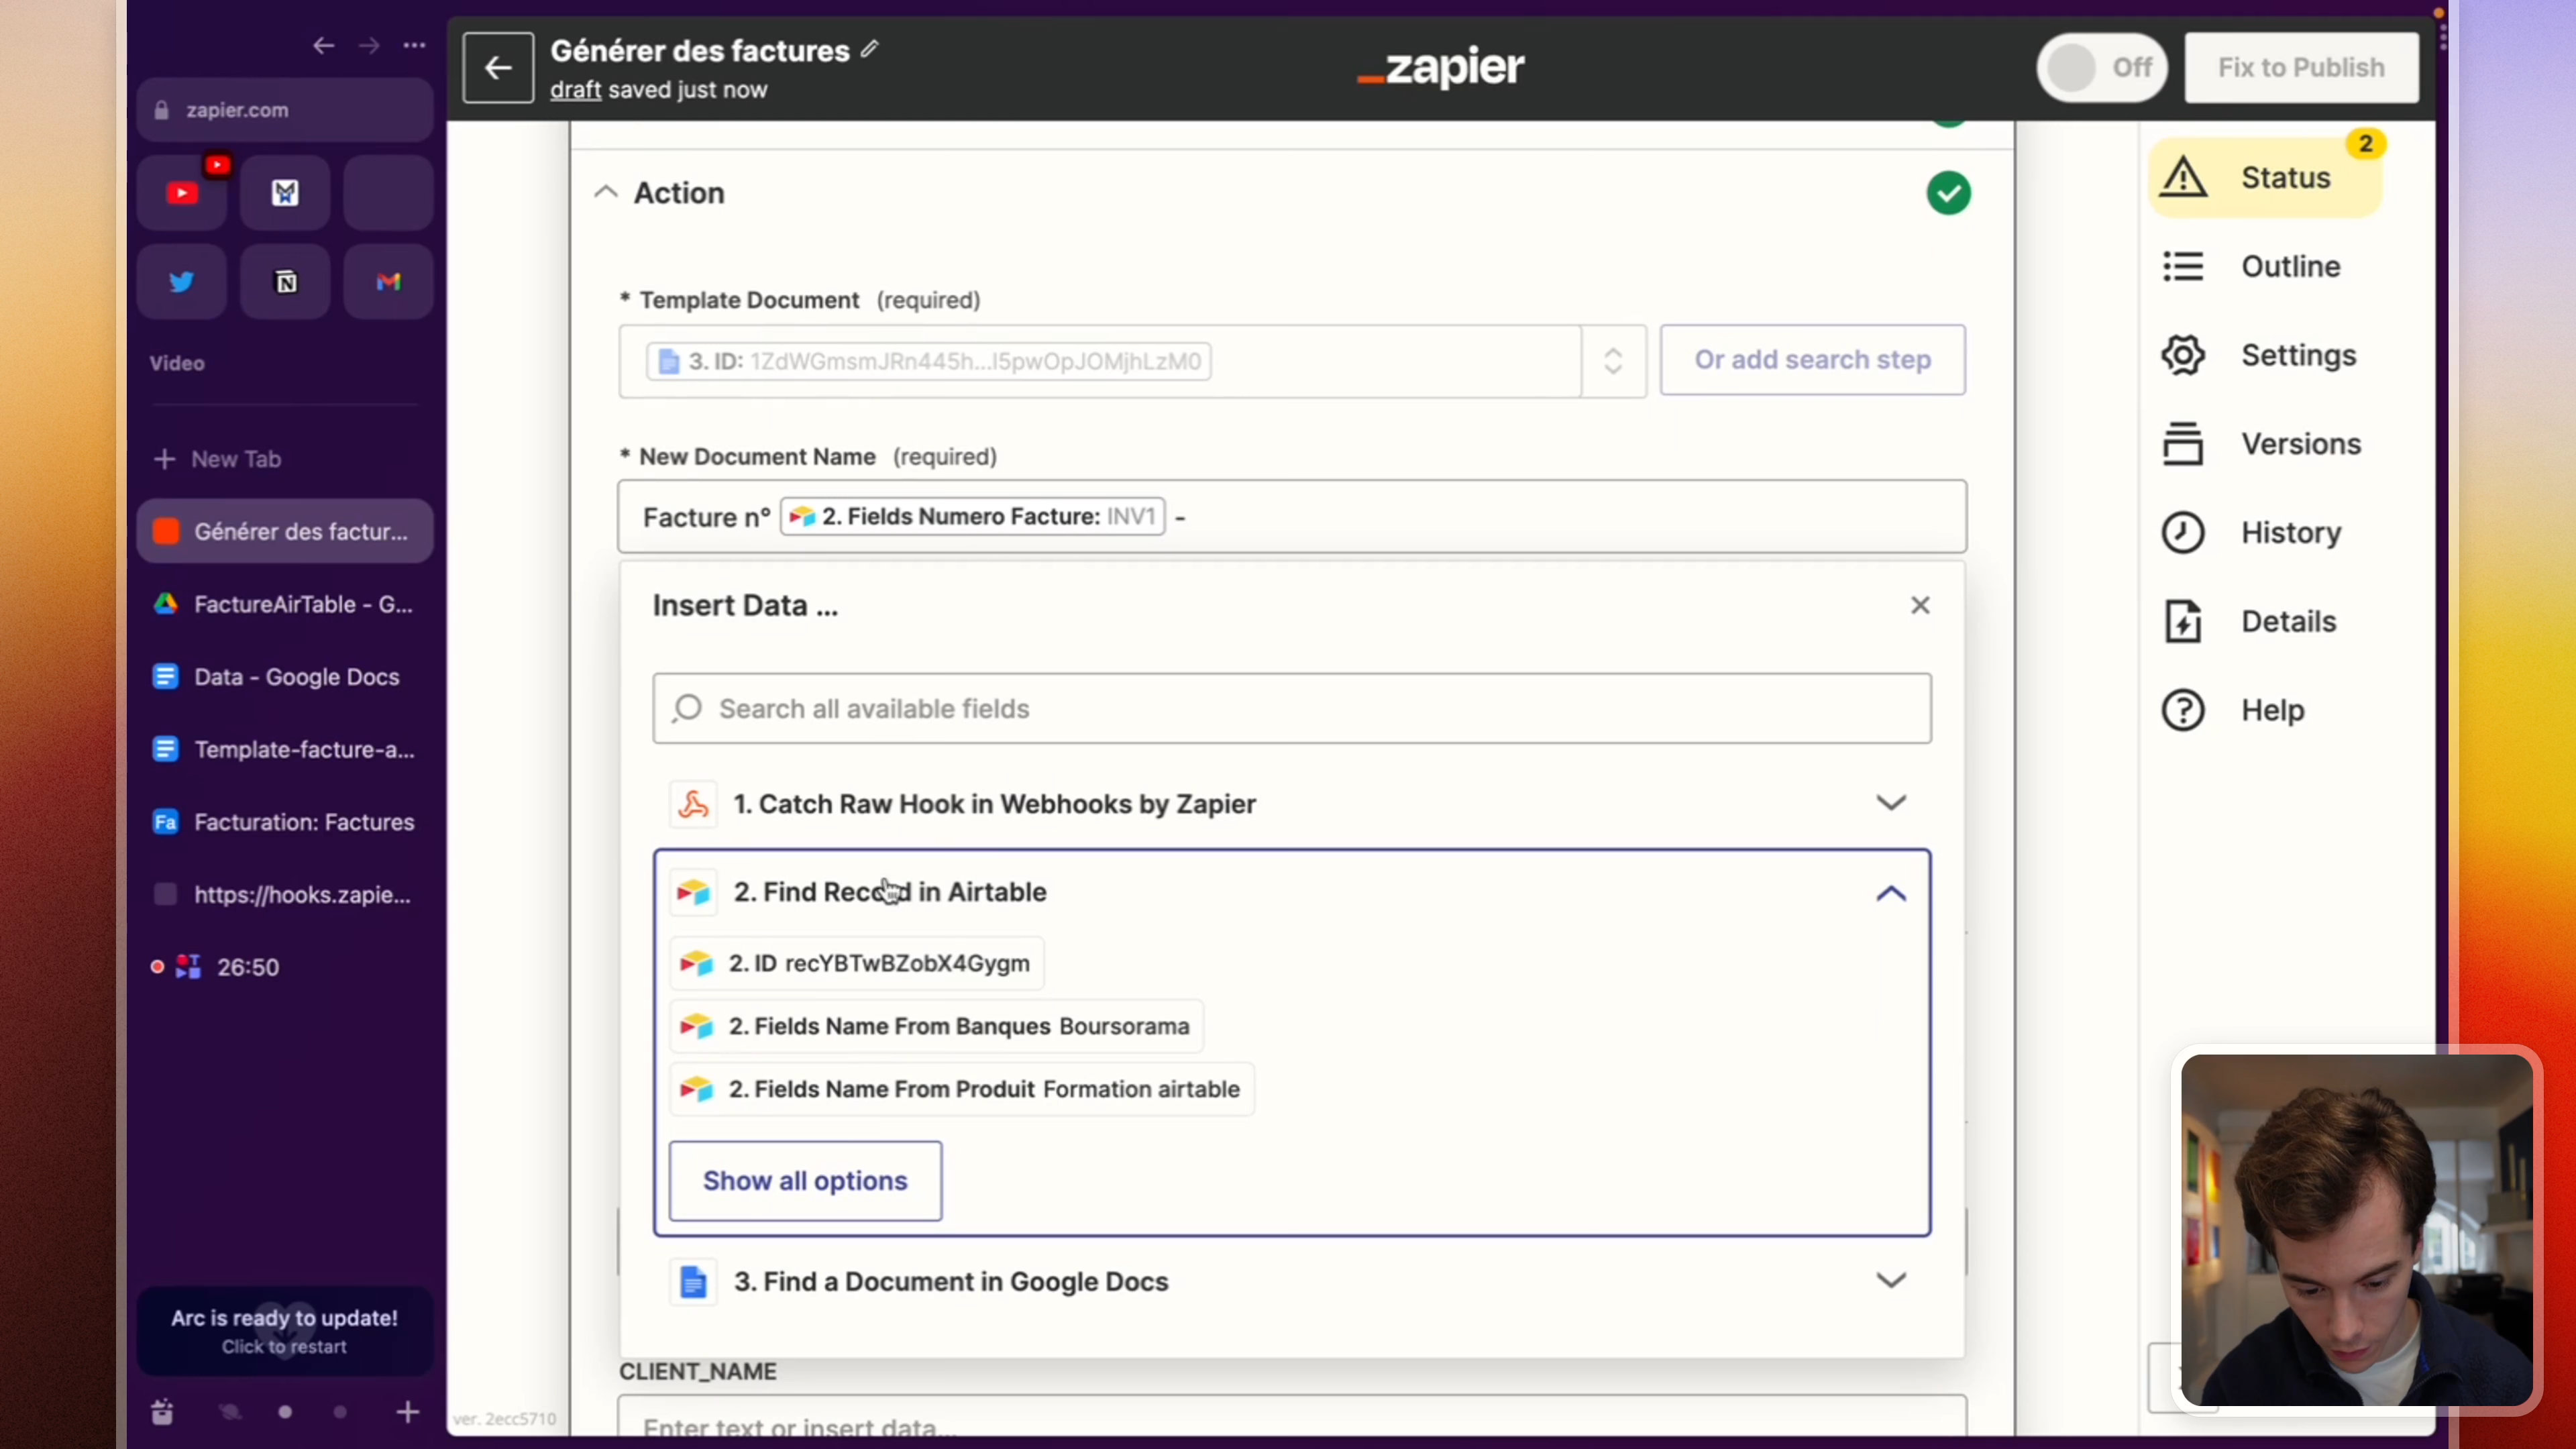 zapier.com
Video
New Tab
Générer des factur...
FactureAirTable - G...
Data - Google Docs
Template-facture-a...
Fa Facturation: Factures
https://hooks.zapie...
26:50
Arc is ready to update!
Click to restart
Générer des factures
draft saved just now
_zapier
Off
Fix to Publish
Action
* Template Document (required)
3. ID: 1ZdWGmsmJRn445h...I5pwOpJOMjhLzM0
Or add search step
* New Document Name (required)
Facture n° 2. Fields Numero Facture: INV1 -
Insert Data ...
Search all available fields
1. Catch Raw Hook in Webhooks by Zapier
2. Find Record in Airtable
2. ID recYBTwBZobX4Gygm
2. Fields Name From Banques Boursorama
2. Fields Name From Produit Formation airtable
Show all options
3. Find a Document in Google Docs
CLIENT_NAME
Enter text or insert data...
ver. 2ecc5710
2
Status
Outline
Settings
Versions
History
Details
Help